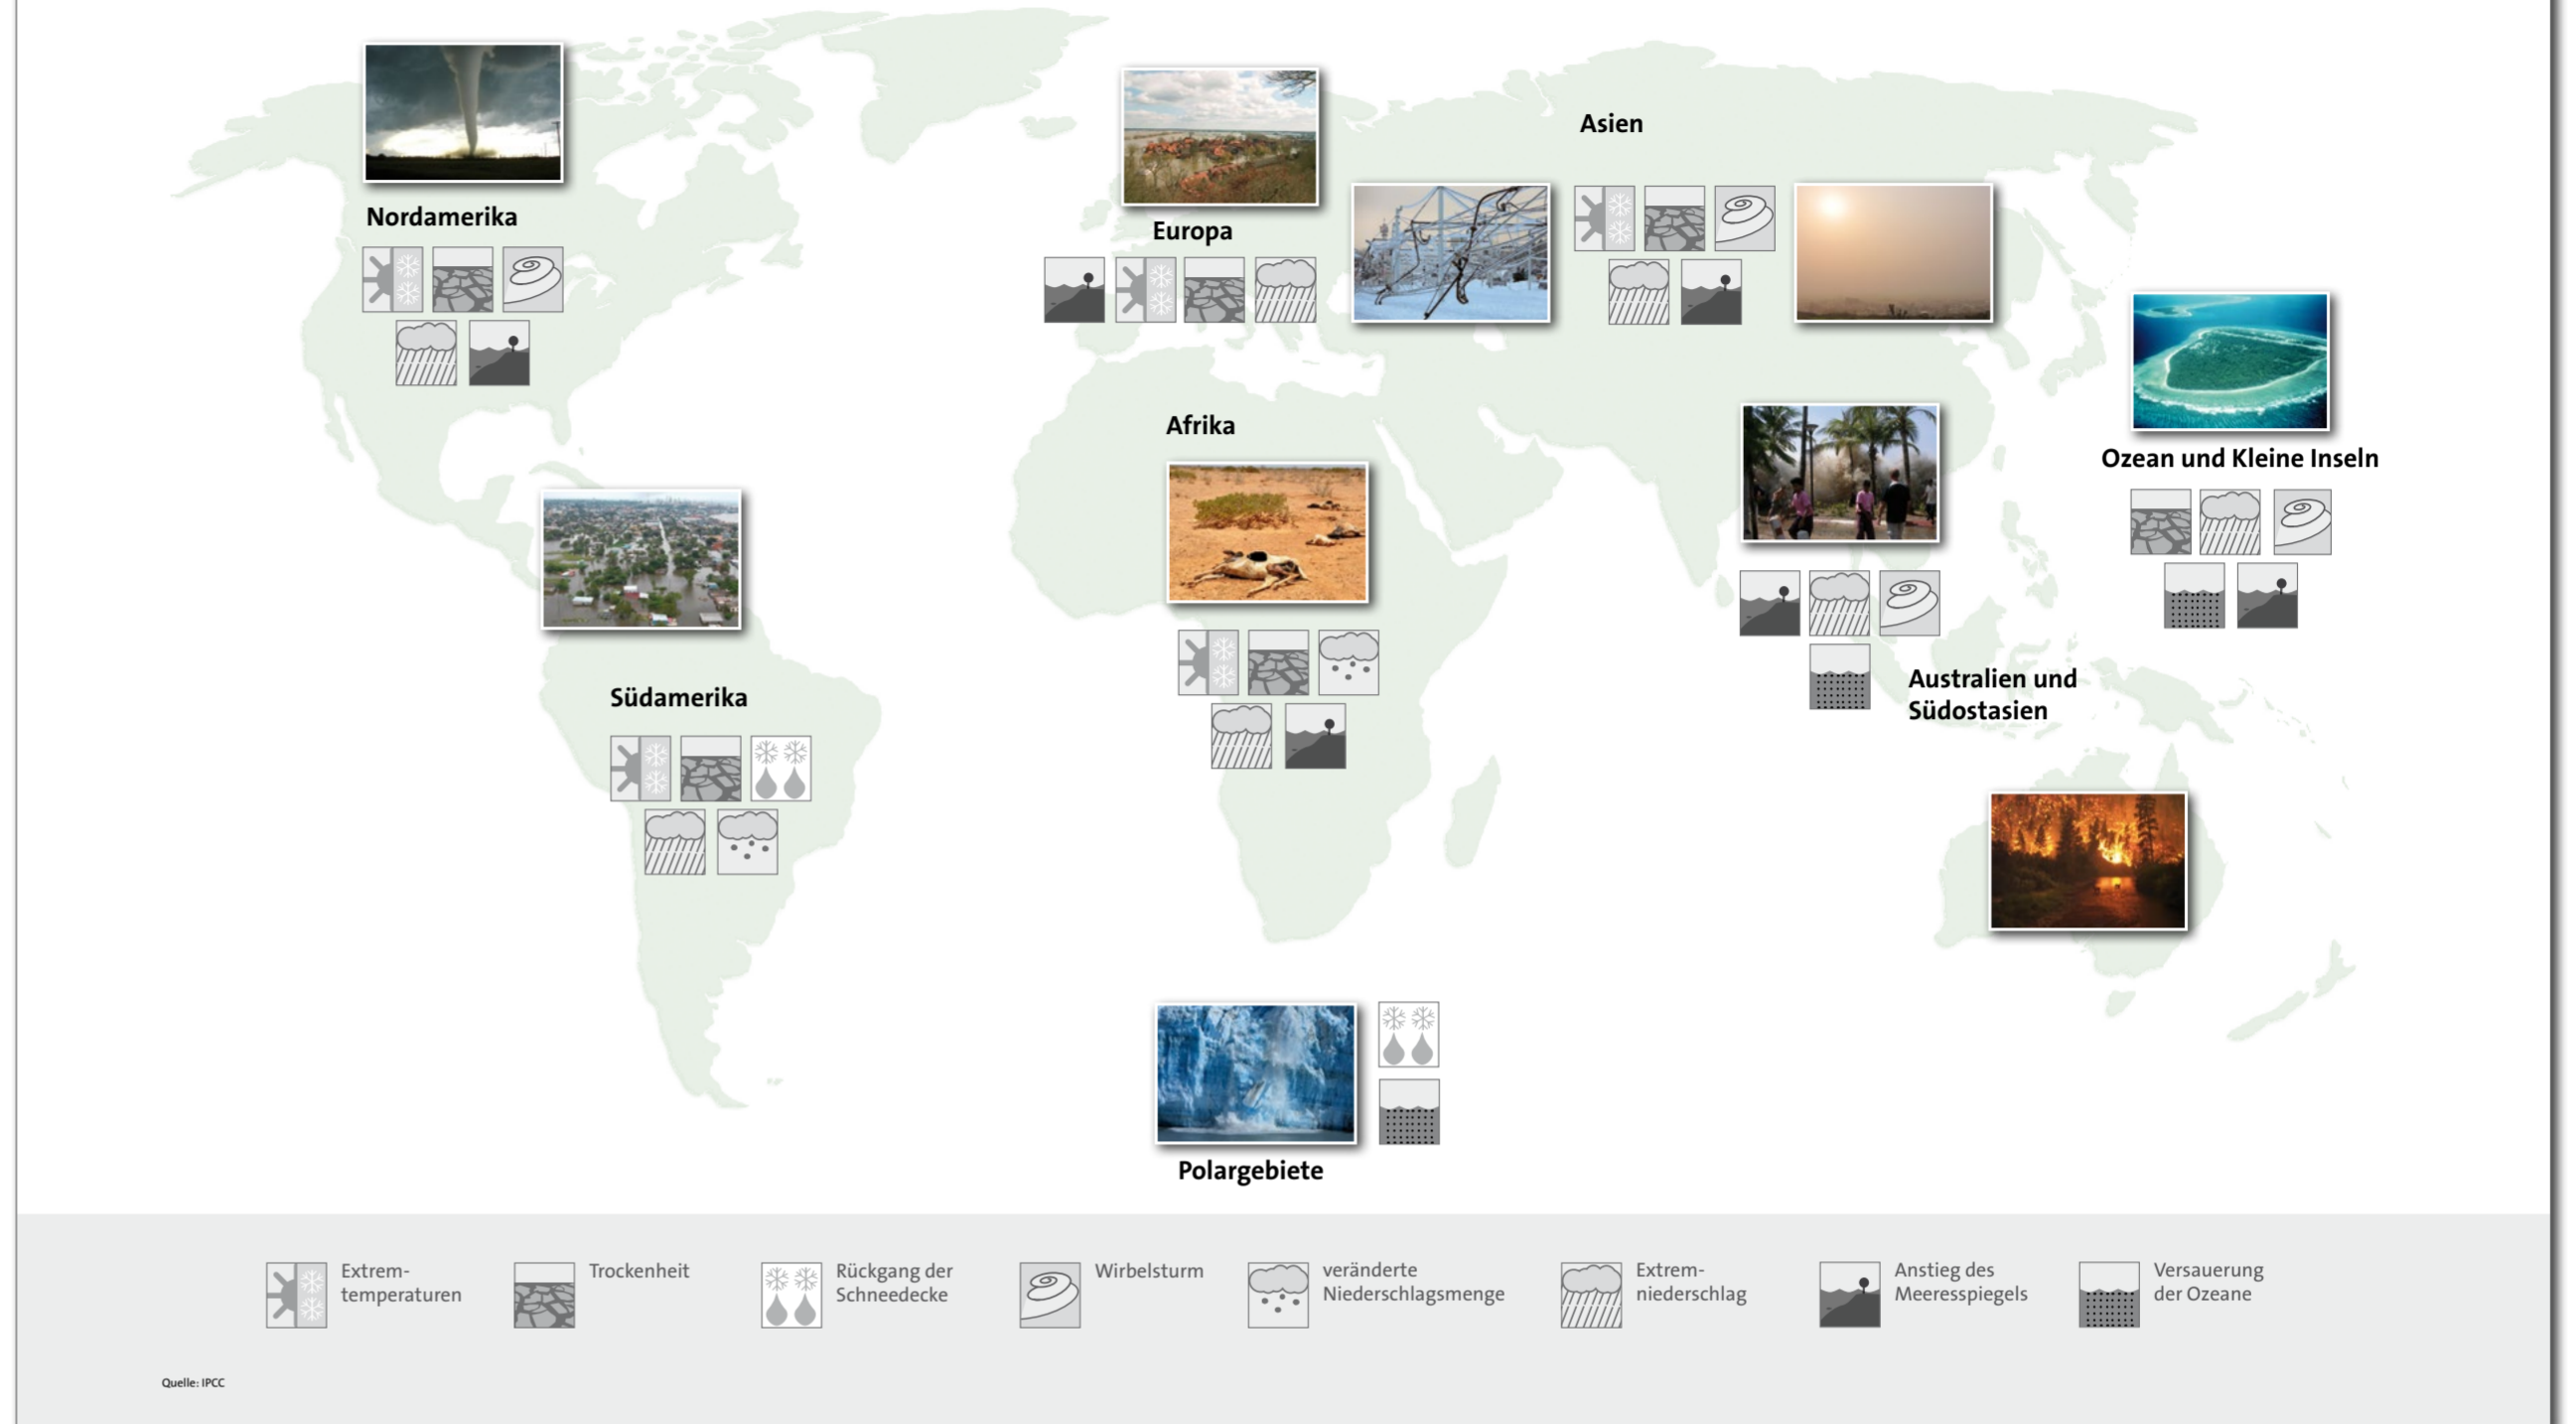 Nordamerika
Europa
Asien
Afrika
Ozean und Kleine Inseln
Südamerika
Australien und
Südostasien
Polargebiete
Extrem-
temperaturen
Trockenheit
Rückgang der
Schneedecke
Wirbelsturm
veränderte
Niederschlagsmenge
Extrem-
niederschlag
Anstieg des
Meeresspiegels
Versauerung
der Ozeane
Quelle: IPCC